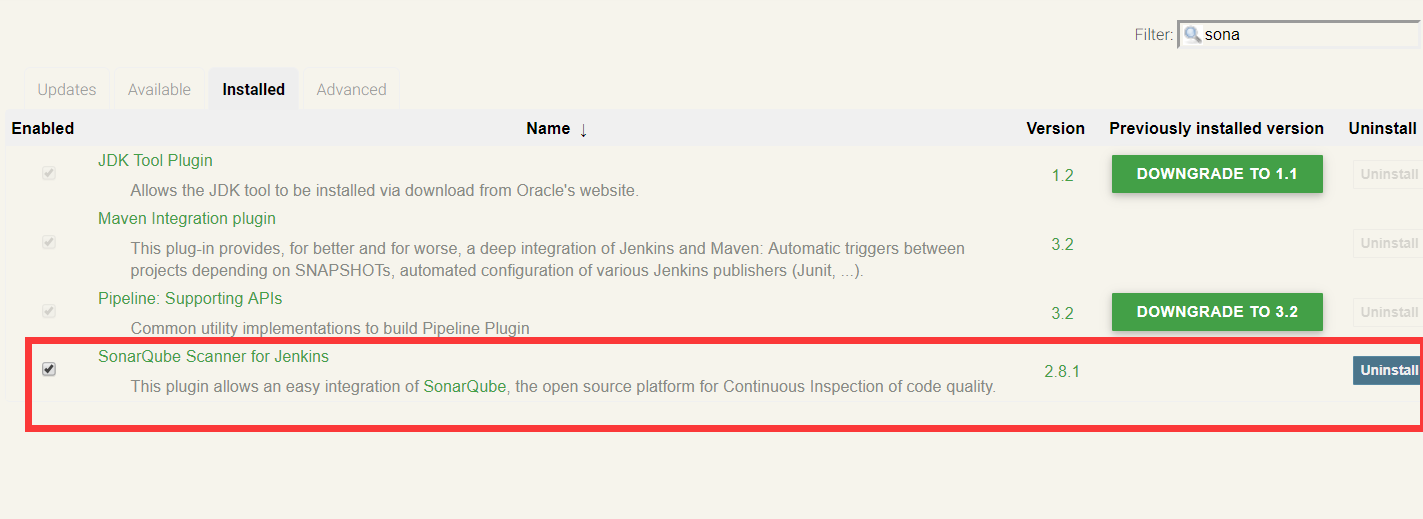 Filter: sona
Updates Available Installed Advanced
Enabled Name ↓ Version Previously installed version Uninstall
JDK Tool Plugin
Allows the JDK tool to be installed via download from Oracle's website.
1.2 DOWNGRADE TO 1.1 Uninstall
Maven Integration plugin
This plug-in provides, for better and for worse, a deep integration of Jenkins and Maven: Automatic triggers between
projects depending on SNAPSHOTs, automated configuration of various Jenkins publishers (Junit, ...).
3.2 Uninstall
Pipeline: Supporting APIs
Common utility implementations to build Pipeline Plugin
3.2 DOWNGRADE TO 3.2 Uninstall
SonarQube Scanner for Jenkins
This plugin allows an easy integration of SonarQube, the open source platform for Continuous Inspection of code quality.
2.8.1 Uninstall